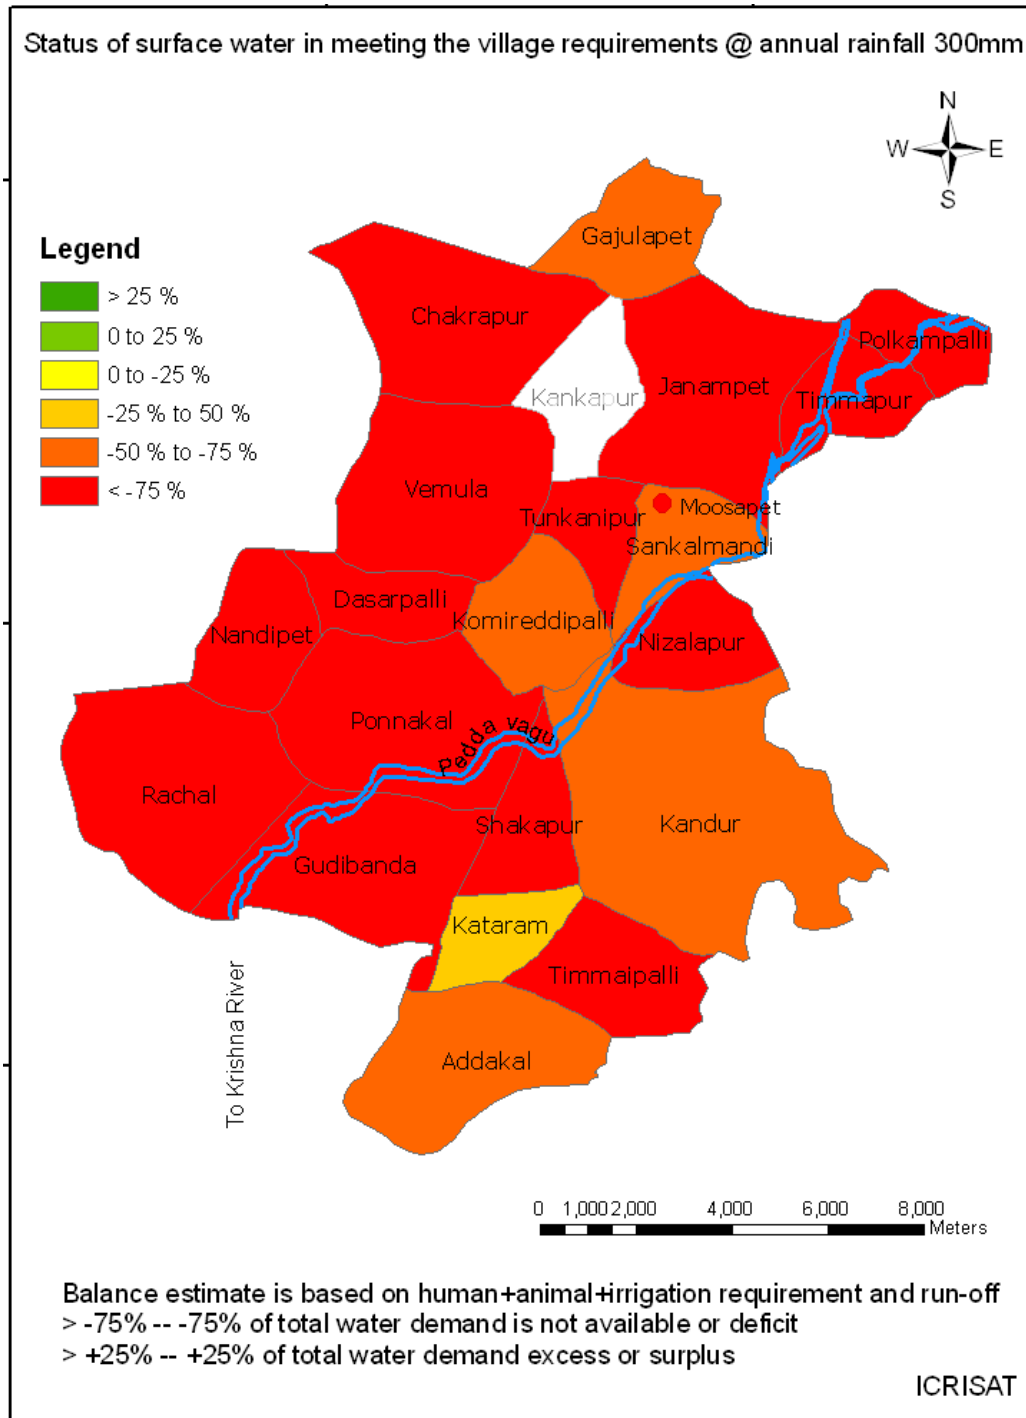 Status of surface water in meeting the village requirements @ annual rainfall 300mm
N
W
E
S
Legend
> 25 %
0 to 25 %
0 to -25 %
-25 % to 50 %
-50 % to -75 %
< -75 %
Gajulapet
Chakrapur
Polkampalli
Kankapur
Janampet
Timmapur
Vemula
Tunkanipur
Moosapet
Sankalmandi
Dasarpalli
Komireddipalli
Nandipet
Nizalapur
Ponnakal
Pedda vagu
Rachal
Shakapur
Kandur
Gudibanda
Kataram
Timmaipalli
To Krishna River
Addakal
0 1,000 2,000 4,000 6,000 8,000
Meters
Balance estimate is based on human+animal+irrigation requirement and run-off
> -75% -- -75% of total water demand is not available or deficit
> +25% -- +25% of total water demand excess or surplus
ICRISAT